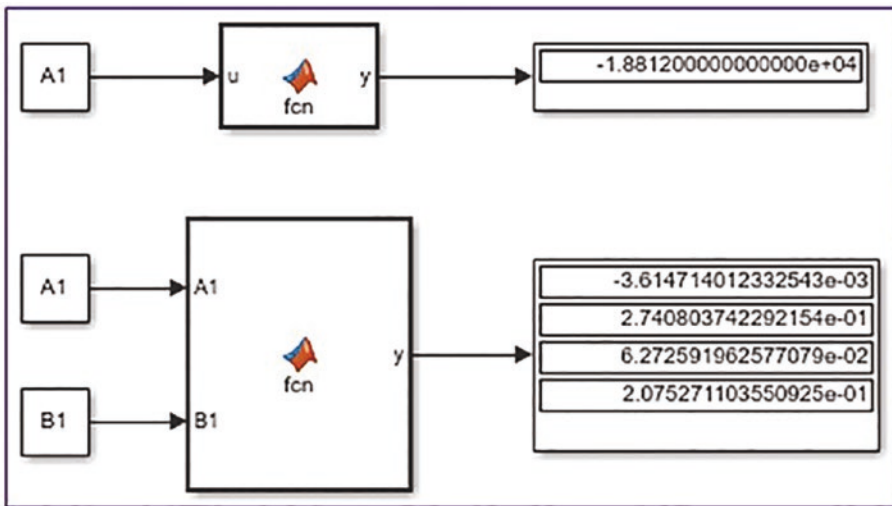 A1
u
y
fcn
-1.881200000000000e+04
A1
B1
A1
B1
y
fcn
-3.614714012332543e-03
2.740803742292154e-01
6.272591962577079e-02
2.075271103550925e-01